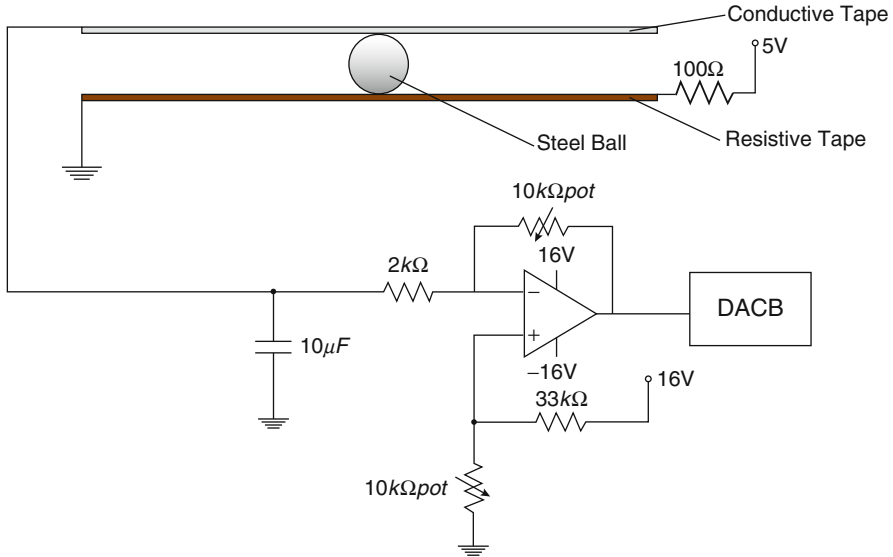 Conductive Tape
5V
100Ω
Steel Ball
Resistive Tape
10kΩpot
16V
2kΩ
−
+
DACB
10μF
−16V
16V
33kΩ
10kΩpot